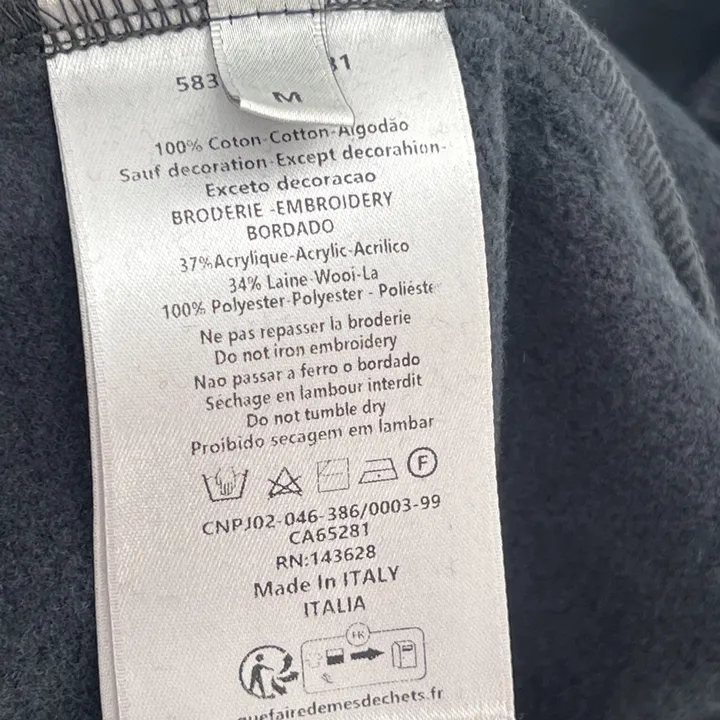 583
31
M
100% Coton-Cotton-Algodão
Sauf decoration-Except decorahion-
Exceto decoracao
BRODERIE -EMBROIDERY
BORDADO
37%Acrylique-Acrylic-Acrilico
34% Laine-Wooi-La
100% Polyester-Polyester - Poliéste
Ne pas repasser la broderie
Do not iron embroidery
Nao passar a ferro o bordado
Séchage en lambour interdit
Do not tumble dry
Proibido secagem em lambar
F
CNPJ02-046-386/0003-99
CA65281
RN:143628
Made In ITALY
ITALIA
FR
quefairedemesdechets.fr